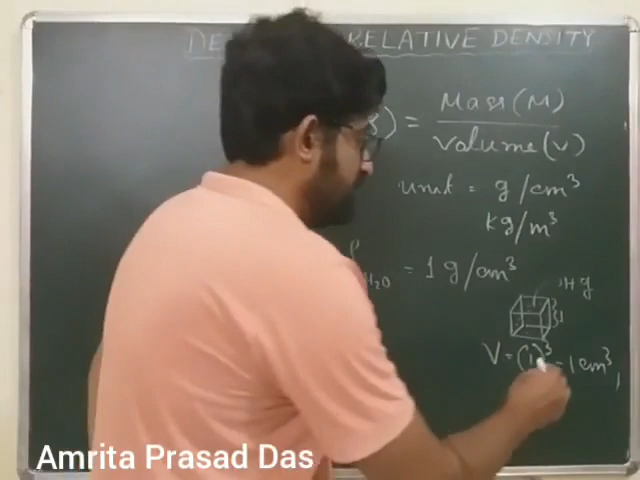 DE RELATIVE DENSITY
) = Mass (M)
Volume (V)
unit = g/cm³
kg/m³
ρ H₂O = 1 g/cm³
g
1
V = (1)³ = 1 cm³,
Amrita Prasad Das